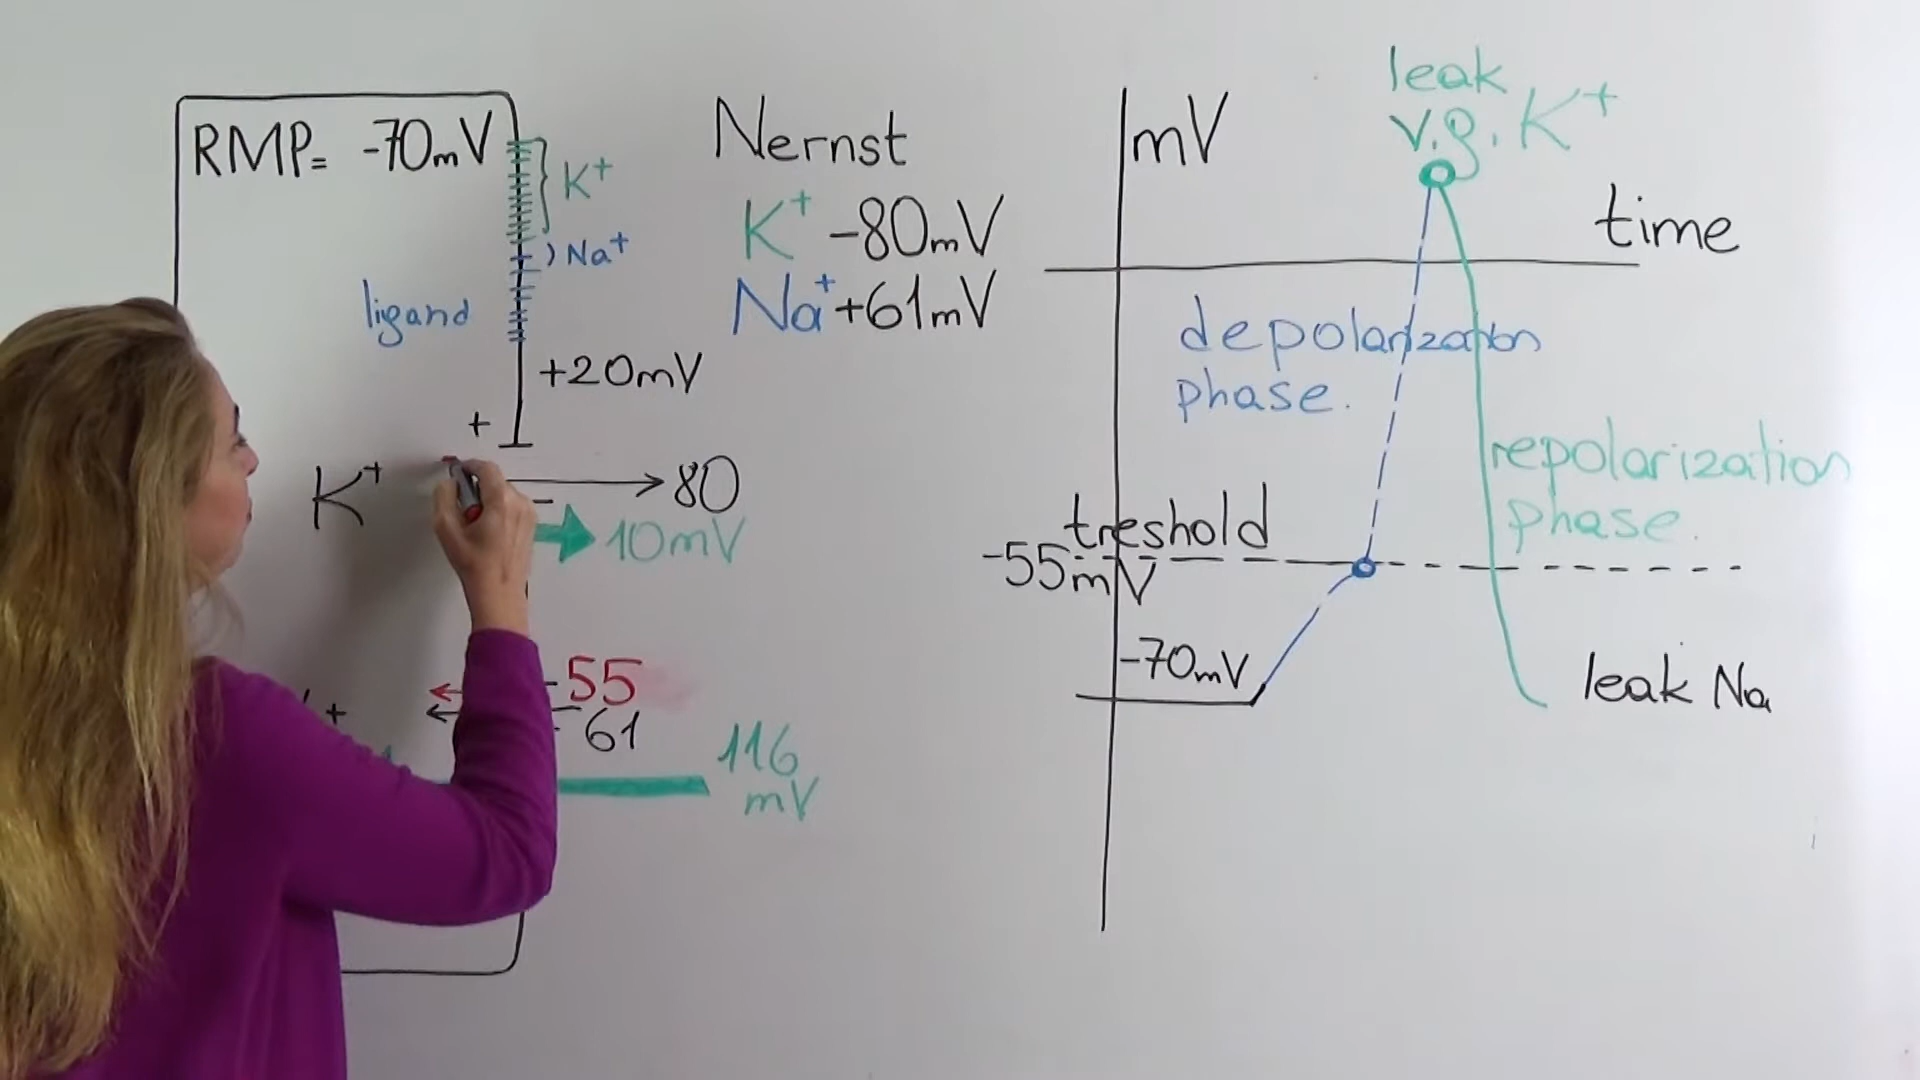 RMP= -70mV
K+
Na+
ligand
+20mV
+
K+
80
-
10mV
-55
61
+
116
mV
Nernst
K+ -80mV
Na+ +61mV
mV
leak
v.g. K+
time
depolarization
phase.
repolarization
phase.
treshold
-55mV
-70mV
leak Na